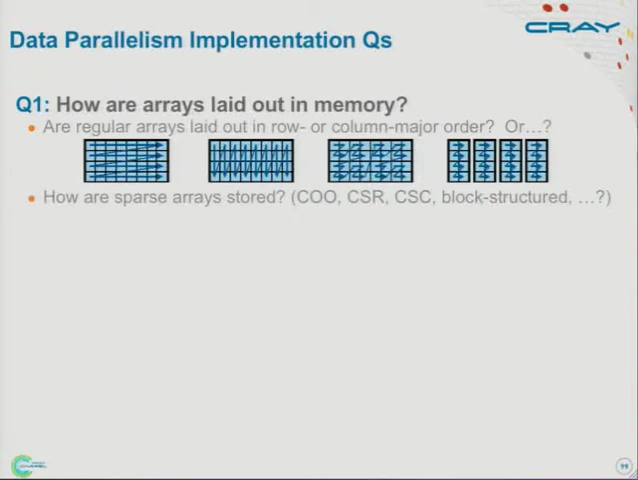 CRAY
Data Parallelism Implementation Qs
Q1: How are arrays laid out in memory?
• Are regular arrays laid out in row- or column-major order? Or…?
• How are sparse arrays stored? (COO, CSR, CSC, block-structured, …?)
99